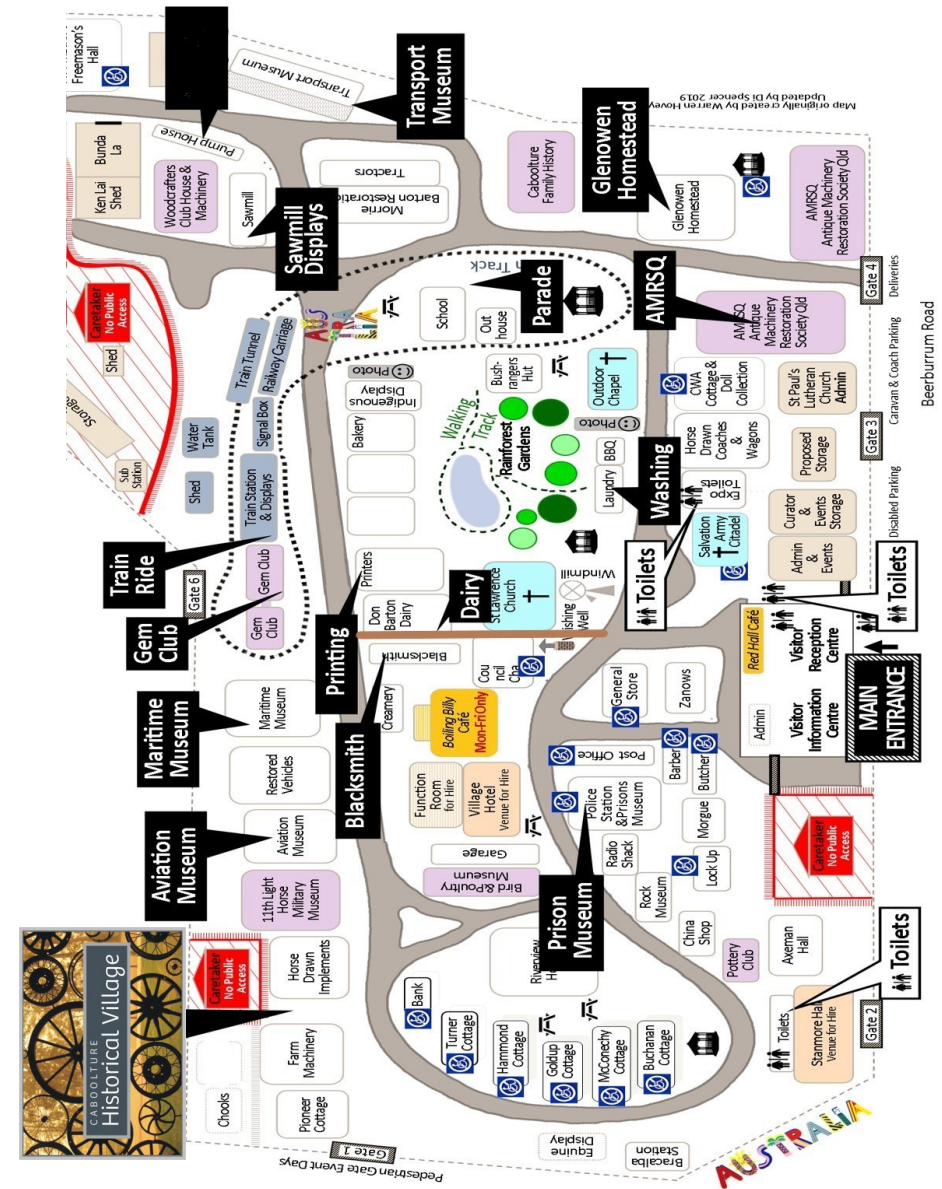 Freemason's
Hall
Transport Museum
Transport
Museum
Pump House
Bunda
La
Ken Lai
Shed
Woodcrafters
Club House &
Machinery
Sawmill
Sawmill
Displays
Tractors
Morrie
Barton Restoration
Caboolture
Family History
Glenowen
Homestead
Glenowen
Homestead
Map originally created by Warren Hovey
Updated by Di Spencer 2019
AMRSQ
Antique Machinery
Restoration Society Qld
Gate 4
Deliveries
Caretaker
No Public
Access
Shed
Storage
Sub
Station
Water
Tank
Shed
Train Tunnel
Railway Carriage
Signal Box
Train Station
& Displays
Train
Ride
Gem Club
Gem
Club
Gem
Club
Gate 6
AUSTRALIA
Track
School
Out
house
Parade
AMRSQ
AMRSQ
Antique
Machinery
Restoration
Society Qld
Photo
Indigenous
Display
Bakery
Walking
Track
Rainforest
Gardens
Bush-
rangers
Hut
Outdoor
Chapel
Photo
BBQ
Laundry
Washing
CWA
Cottage & Doll
Collection
Horse
Drawn
Coaches
&
Wagons
Expo
Toilets
Toilets
Salvation
Army
Citadel
St Paul's
Lutheran
Church
Admin
Proposed
Storage
Curator
&
Events
Storage
Admin
&
Events
Caravan & Coach Parking
Gate 3
Disabled Parking
Beerburrum Road
Printers
Printing
Don
Barton
Dairy
Dairy
St Lawrence
Church
Windmill
Wishing
Well
Blacksmith
Blacksmith
Creamery
Cou
ncil
Cha
Boiling Billy
Café
Mon-Fri Only
Function
Room
for Hire
Village
Hotel
Venue for Hire
Garage
Bird & Poultry
Museum
Maritime
Museum
Maritime
Museum
Restored
Vehicles
Aviation
Museum
Aviation
Museum
11th Light
Horse
Military
Museum
Caretaker
No Public
Access
Horse
Drawn
Implements
Farm
Machinery
Pioneer
Cottage
Chooks
CABOOLTURE
Historical Village
Gate 1
Pedestrian Gate Event Days
General
Store
Zanows
Post Office
Barber
Butcher
Police
Station
& Prisons
Museum
Prison
Museum
Radio
Shack
Rock
Museum
Morgue
Lock Up
China
Shop
Pottery
Club
Axeman
Hall
Red Hall Café
Visitor
Reception
Centre
Admin
Visitor
Information
Centre
MAIN
ENTRANCE
Toilets
Caretaker
No Public
Access
Riverview
Bank
Turner
Cottage
Hammond
Cottage
Goldup
Cottage
McConechy
Cottage
Buchanan
Cottage
Toilets
Toilets
Stanmore Hall
Venue for Hire
Gate 2
Equine
Display
Bracalba
Station
AUSTRALIA